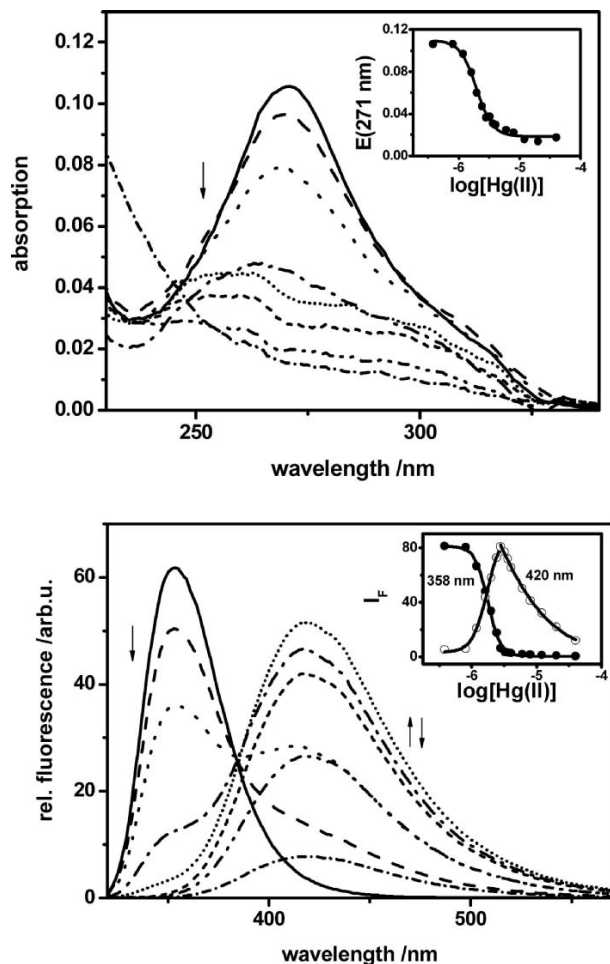 0.12
0.10
0.08
0.06
0.04
0.02
0.00
absorption
250
300
wavelength /nm
0.12
0.08
0.04
0.00
E(271 nm)
-6
-5
-4
log[Hg(II)]
60
40
20
0
rel. fluorescence /arb.u.
400
500
wavelength /nm
80
40
0
I_F
358 nm
420 nm
-6
-5
-4
log[Hg(II)]